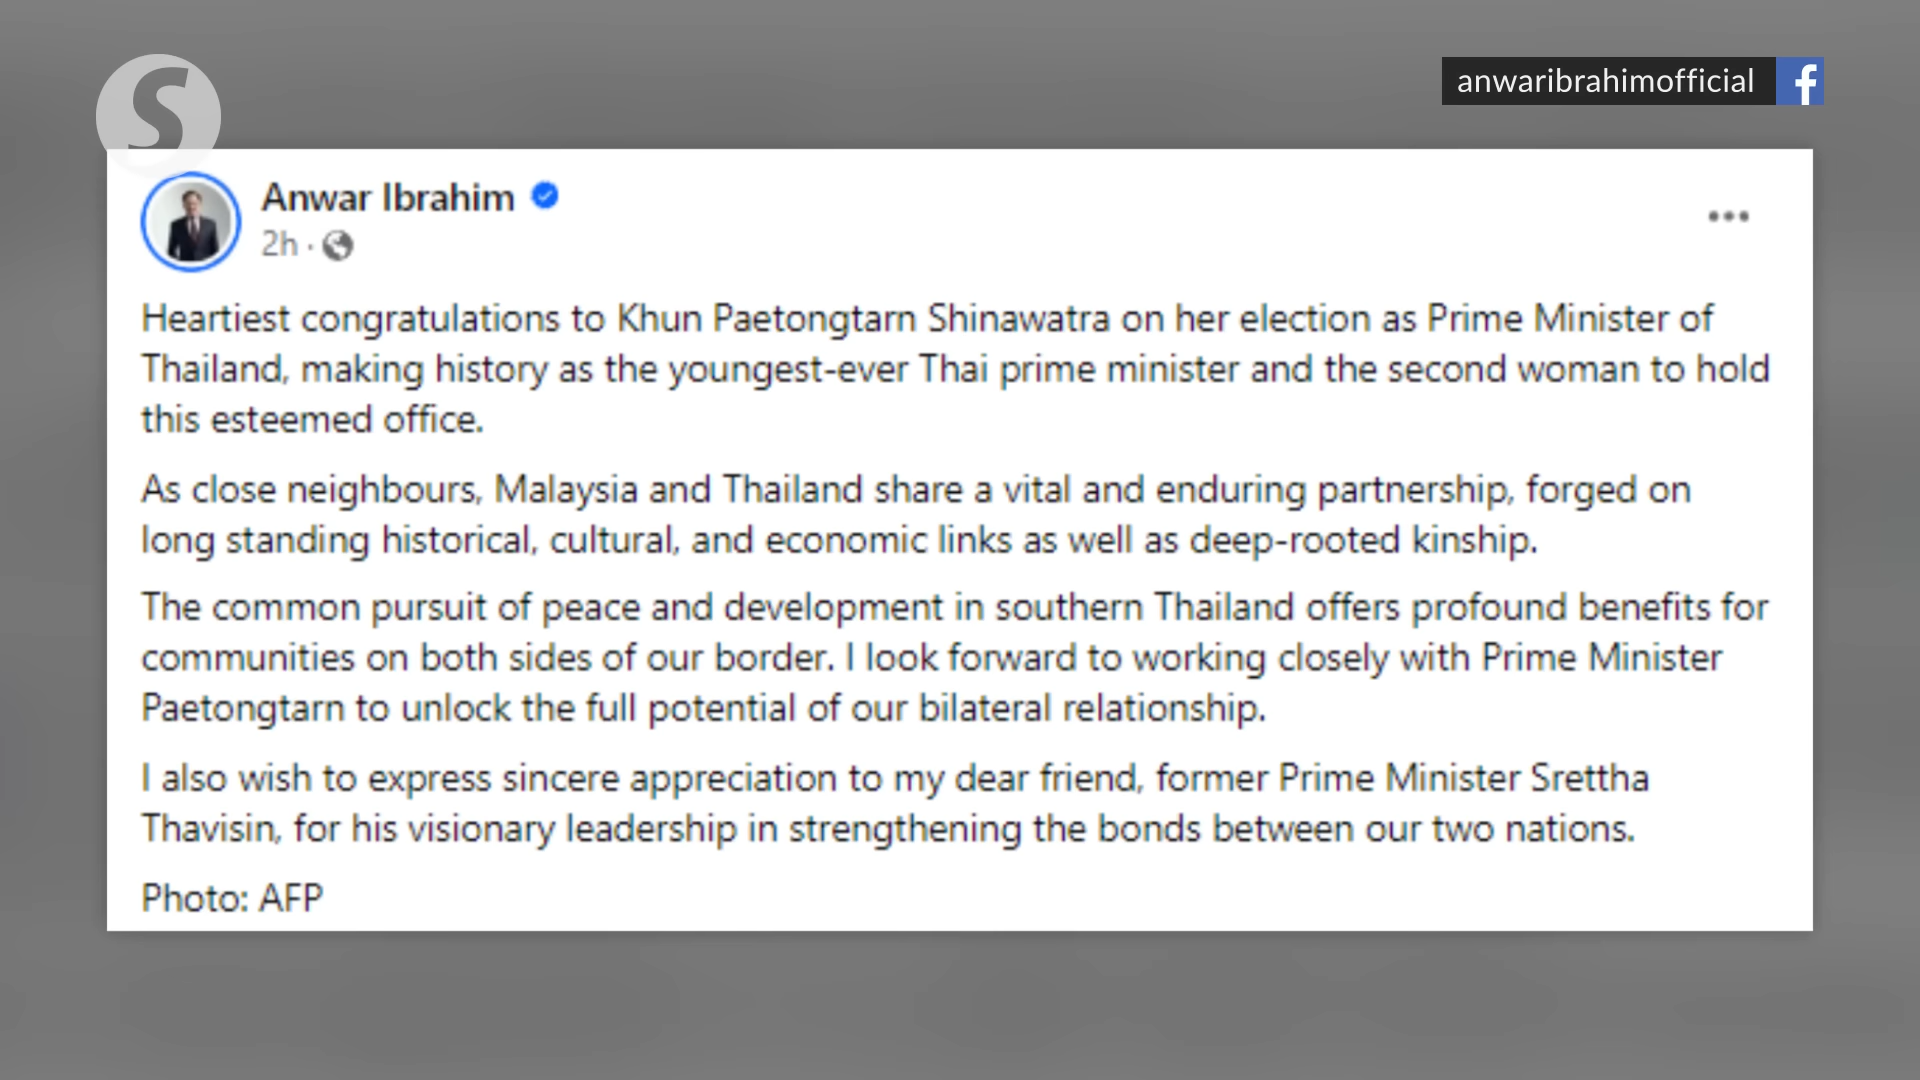 S
anwaribrahimofficial f
Anwar Ibrahim
2h ·
Heartiest congratulations to Khun Paetongtarn Shinawatra on her election as Prime Minister of
Thailand, making history as the youngest-ever Thai prime minister and the second woman to hold
this esteemed office.
As close neighbours, Malaysia and Thailand share a vital and enduring partnership, forged on
long standing historical, cultural, and economic links as well as deep-rooted kinship.
The common pursuit of peace and development in southern Thailand offers profound benefits for
communities on both sides of our border. I look forward to working closely with Prime Minister
Paetongtarn to unlock the full potential of our bilateral relationship.
I also wish to express sincere appreciation to my dear friend, former Prime Minister Srettha
Thavisin, for his visionary leadership in strengthening the bonds between our two nations.
Photo: AFP